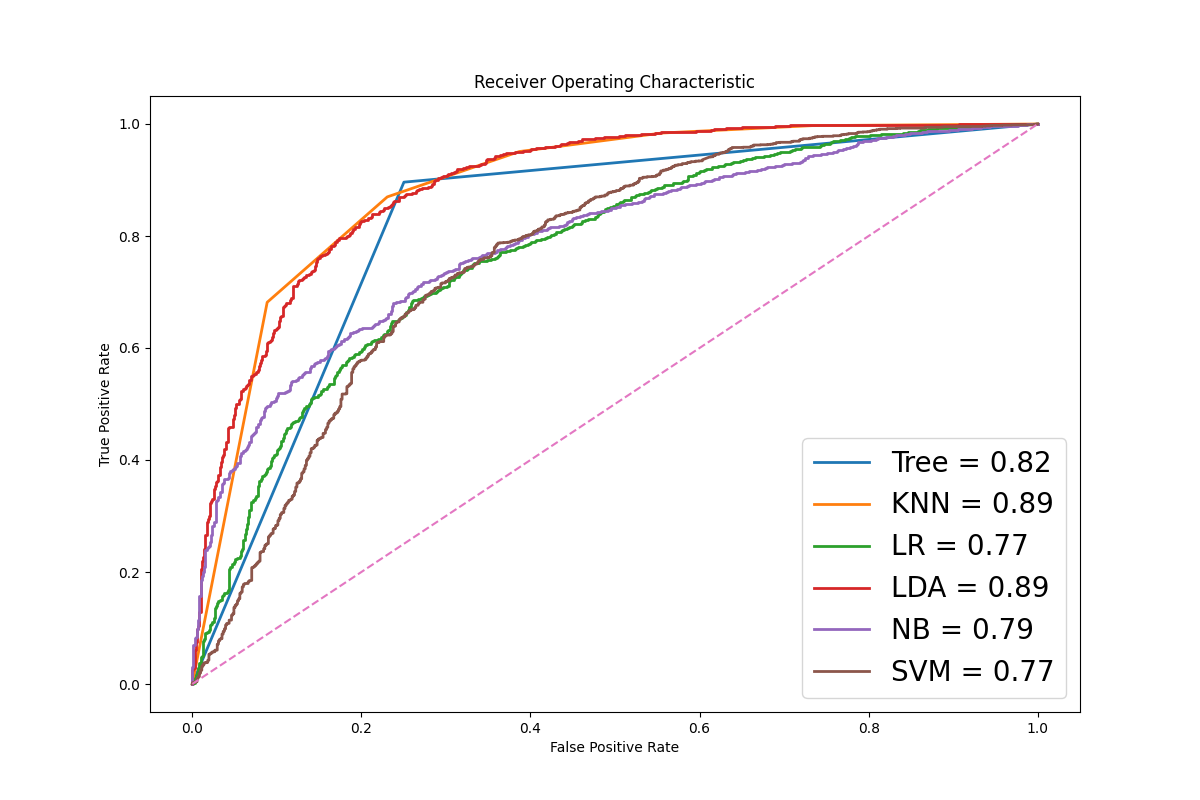 Receiver Operating Characteristic
True Positive Rate
1.0
0.8
0.6
0.4
0.2
0.0
Tree = 0.82
KNN = 0.89
LR = 0.77
LDA = 0.89
NB = 0.79
SVM = 0.77
0.0 0.2 0.4 0.6 0.8 1.0
False Positive Rate